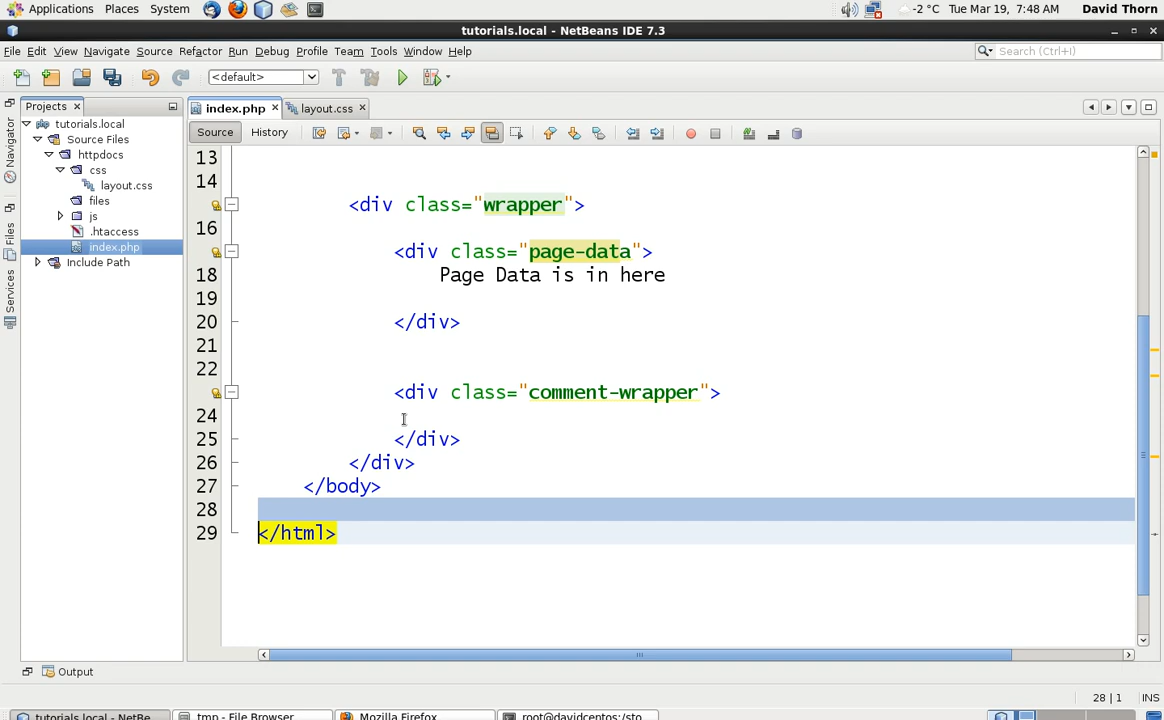 Applications Places System -2 °C Tue Mar 19, 7:48 AM David Thorn
tutorials.local - NetBeans IDE 7.3
File Edit View Navigate Source Refactor Run Debug Profile Team Tools Window Help Search (Ctrl+I)
<default>
Projects index.php layout.css
Source History
Navigator
Files
Services
tutorials.local
Source Files
httpdocs
css
layout.css
files
js
.htaccess
index.php
Include Path
13
14
<div class="wrapper">
16
<div class="page-data">
18 Page Data is in here
19
20 </div>
21
22
<div class="comment-wrapper">
24
25 </div>
26 </div>
27 </body>
28
29 </html>
Output
28 | 1 INS
tutorials.local - NetBe... tmp - File Browser Mozilla Firefox root@davidcentos:/sto...